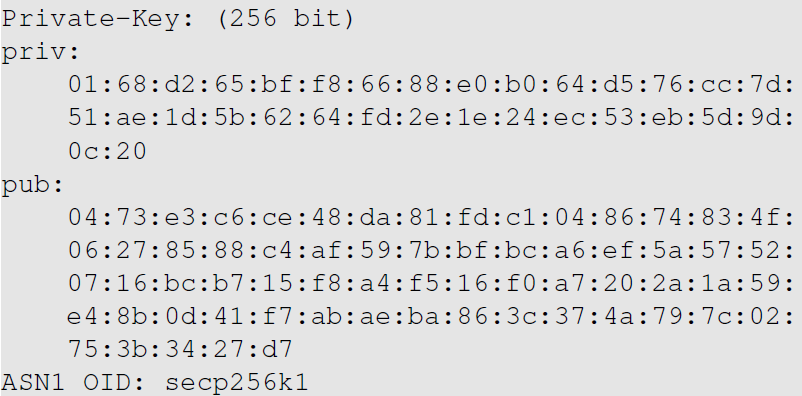 Private-Key: (256 bit)
priv:
01:68:d2:65:bf:f8:66:88:e0:b0:64:d5:76:cc:7d:
51:ae:1d:5b:62:64:fd:2e:1e:24:ec:53:eb:5d:9d:
0c:20
pub:
04:73:e3:c6:ce:48:da:81:fd:c1:04:86:74:83:4f:
06:27:85:88:c4:af:59:7b:bf:bc:a6:ef:5a:57:52:
07:16:bc:b7:15:f8:a4:f5:16:f0:a7:20:2a:1a:59:
e4:8b:0d:41:f7:ab:ae:ba:86:3c:37:4a:79:7c:02:
75:3b:34:27:d7
ASN1 OID: secp256k1